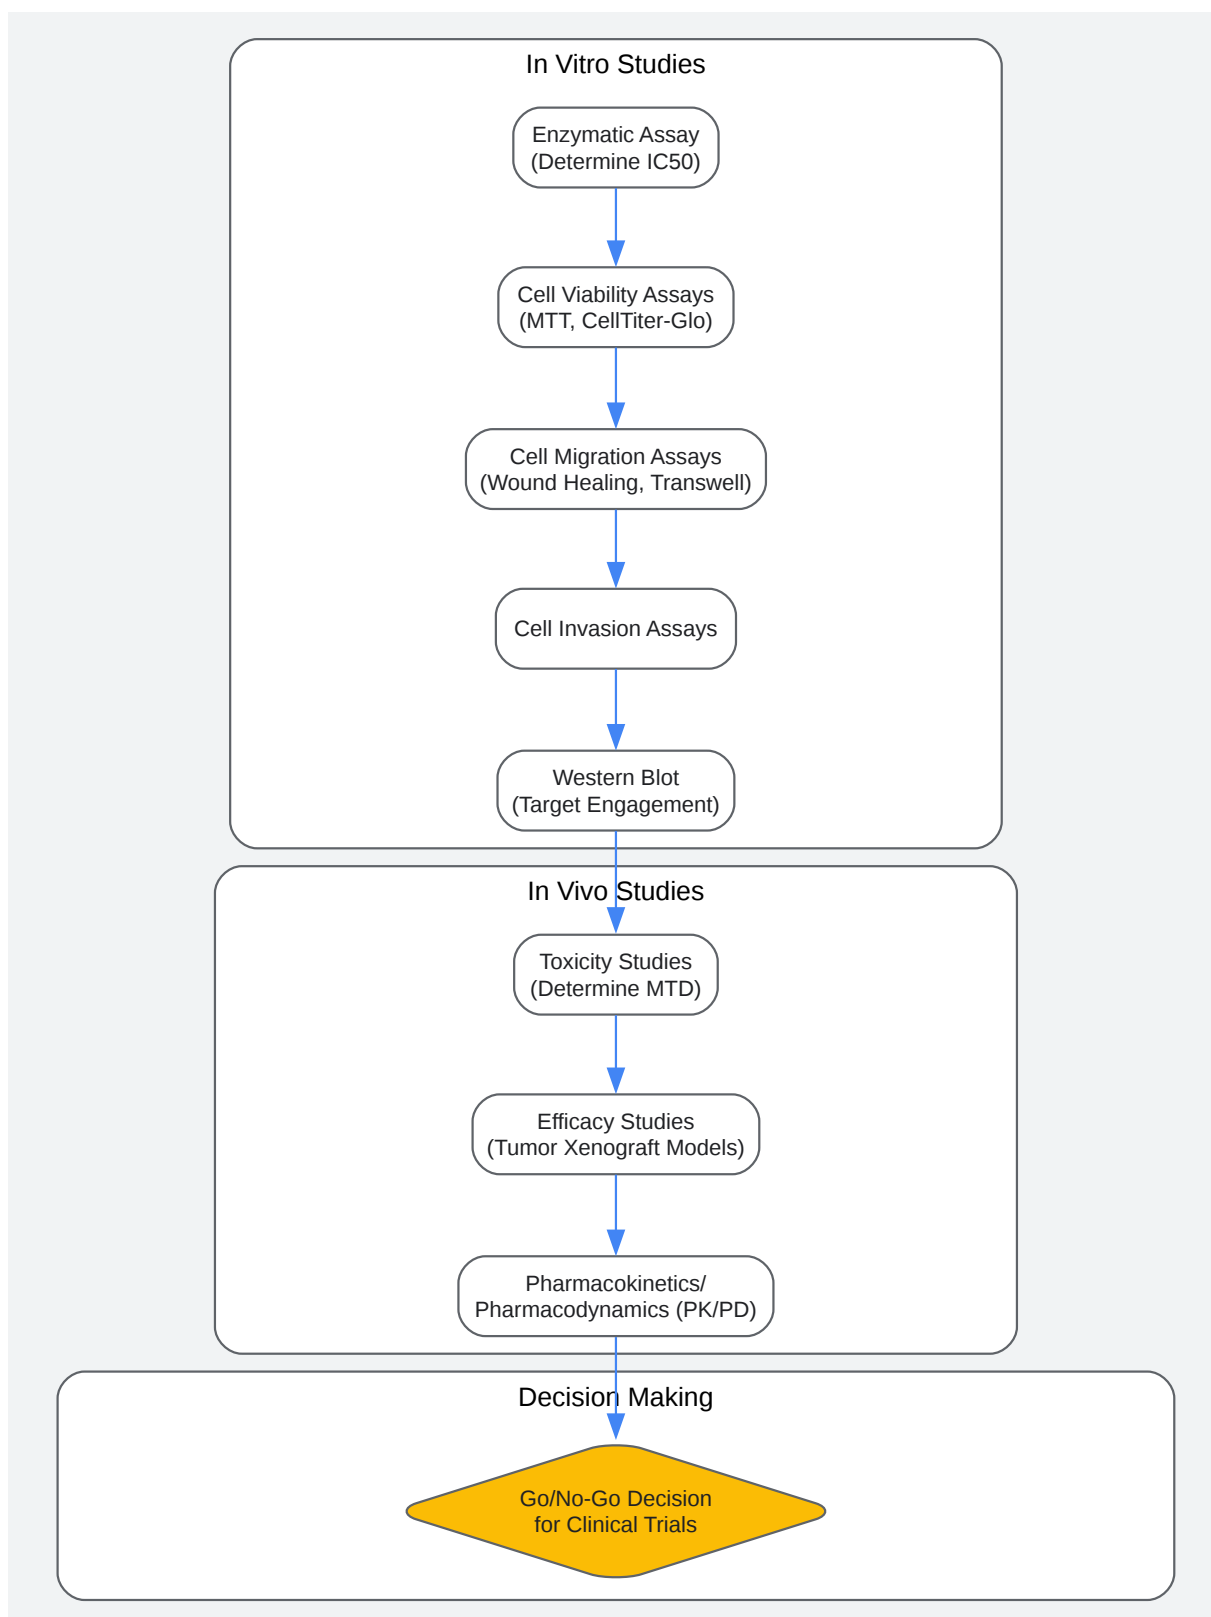 In Vitro Studies
Enzymatic Assay
(Determine IC50)
Cell Viability Assays
(MTT, CellTiter-Glo)
Cell Migration Assays
(Wound Healing, Transwell)
Cell Invasion Assays
Western Blot
(Target Engagement)
In Vivo Studies
Toxicity Studies
(Determine MTD)
Efficacy Studies
(Tumor Xenograft Models)
Pharmacokinetics/
Pharmacodynamics (PK/PD)
Decision Making
Go/No-Go Decision
for Clinical Trials